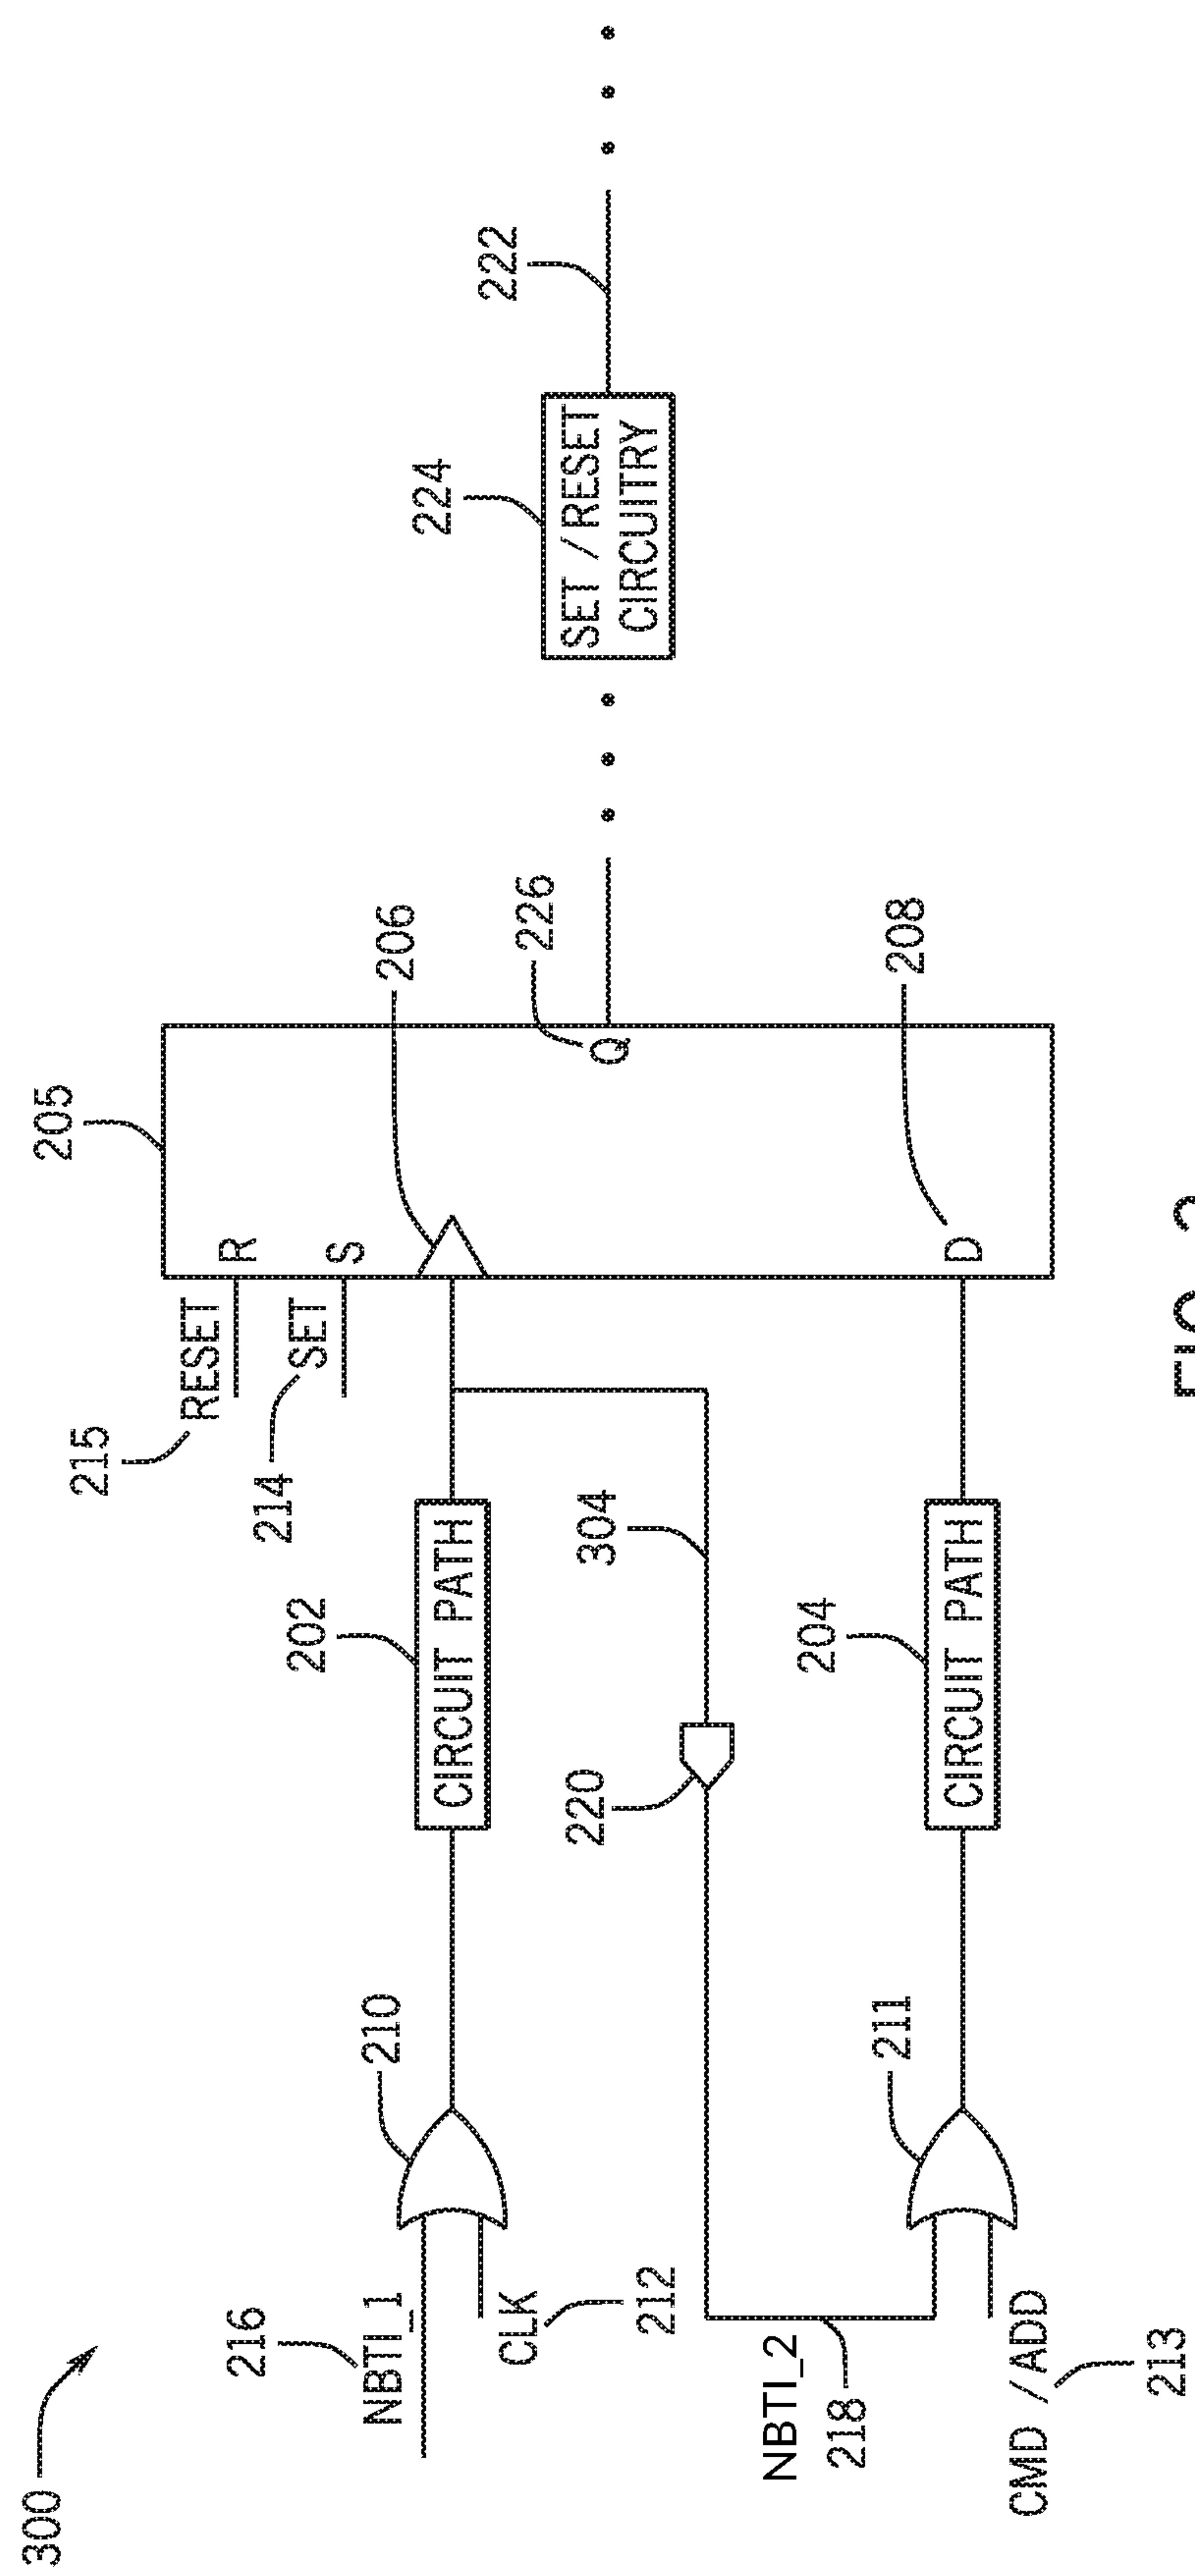 300
216
NBTI_1
CLK
212
210
202
CIRCUIT PATH
215
RESET
214
SET
R
S
205
206
226
Q
224
SET / RESET
CIRCUITRY
222
304
220
NBTI_2
218
CMD / ADD
213
211
204
CIRCUIT PATH
D
208